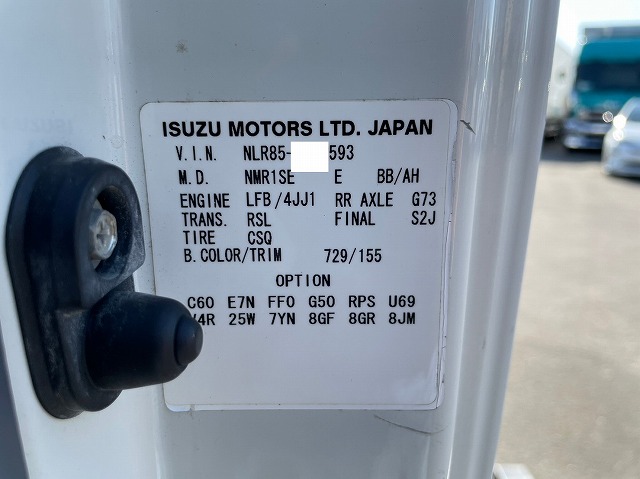 ISUZU MOTORS LTD. JAPAN
V.I.N. NLR85- 593
M.D. NMR1SE E BB/AH
ENGINE LFB/4JJ1 RR AXLE G73
TRANS. RSL FINAL S2J
TIRE CSQ
B.COLOR/TRIM 729/155
OPTION
C60 E7N FF0 G50 RPS U69
25W 7YN 8GF 8GR 8JM